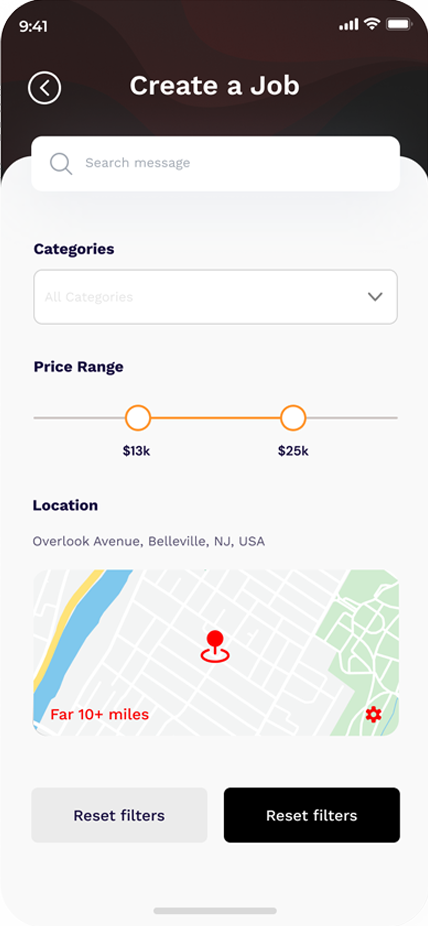 9:41
Create a Job
Search message
Categories
All Categories
Price Range
$13k $25k
Location
Overlook Avenue, Belleville, NJ, USA
Far 10+ miles
Reset filters Reset filters